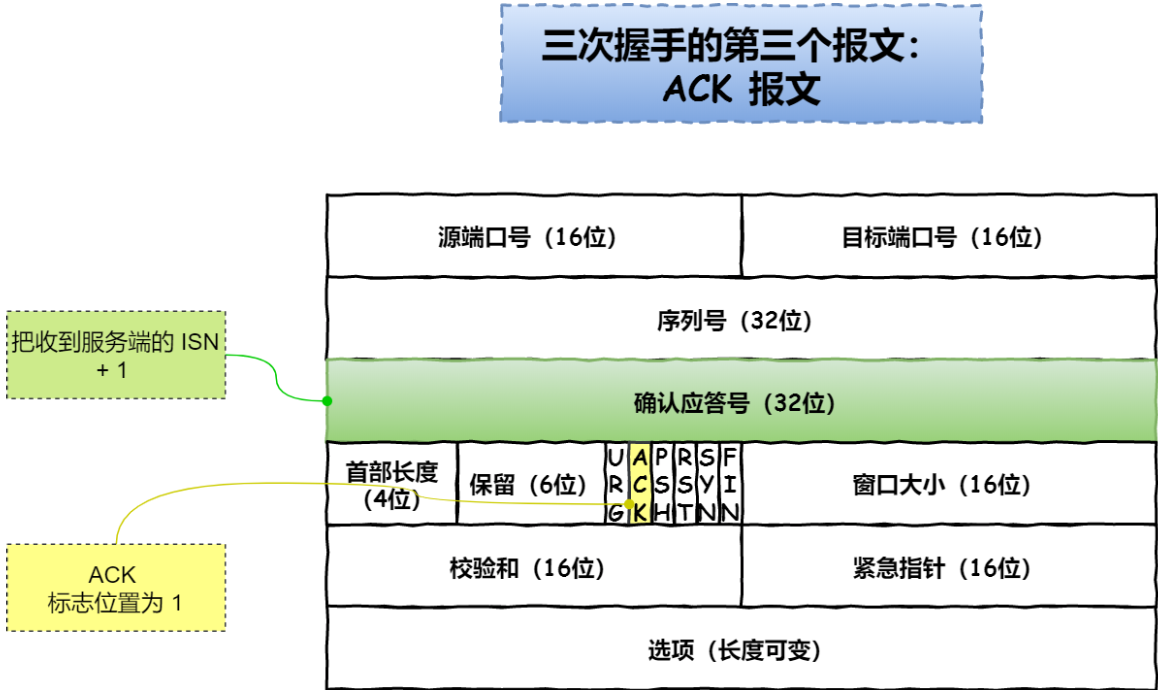 三次握手的第三个报文：
ACK 报文
源端口号（16位）
目标端口号（16位）
序列号（32位）
把收到服务端的 ISN
+ 1
确认应答号（32位）
首部长度
（4位）
保留（6位）
URG
ACK
PSH
RST
SYN
FIN
窗口大小（16位）
ACK
标志位置为 1
校验和（16位）
紧急指针（16位）
选项（长度可变）